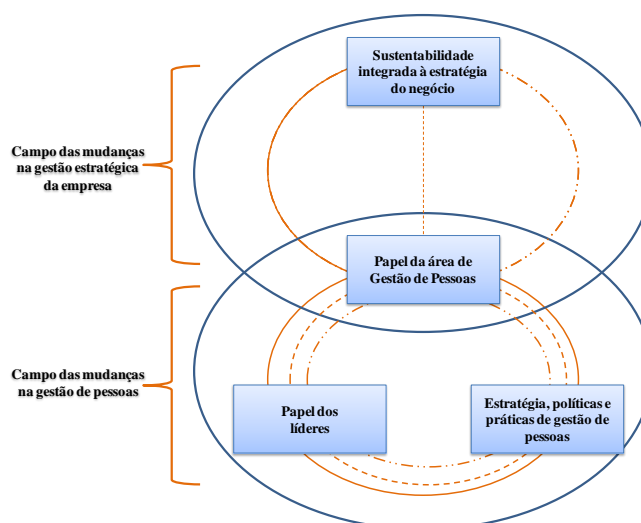 Sustentabilidade
integrada à estratégia
do negócio
Campo das mudanças
na gestão estratégica
da empresa
Papel da área de
Gestão de Pessoas
Campo das mudanças
na gestão de pessoas
Papel dos
líderes
Estratégia, políticas e
práticas de gestão de
pessoas